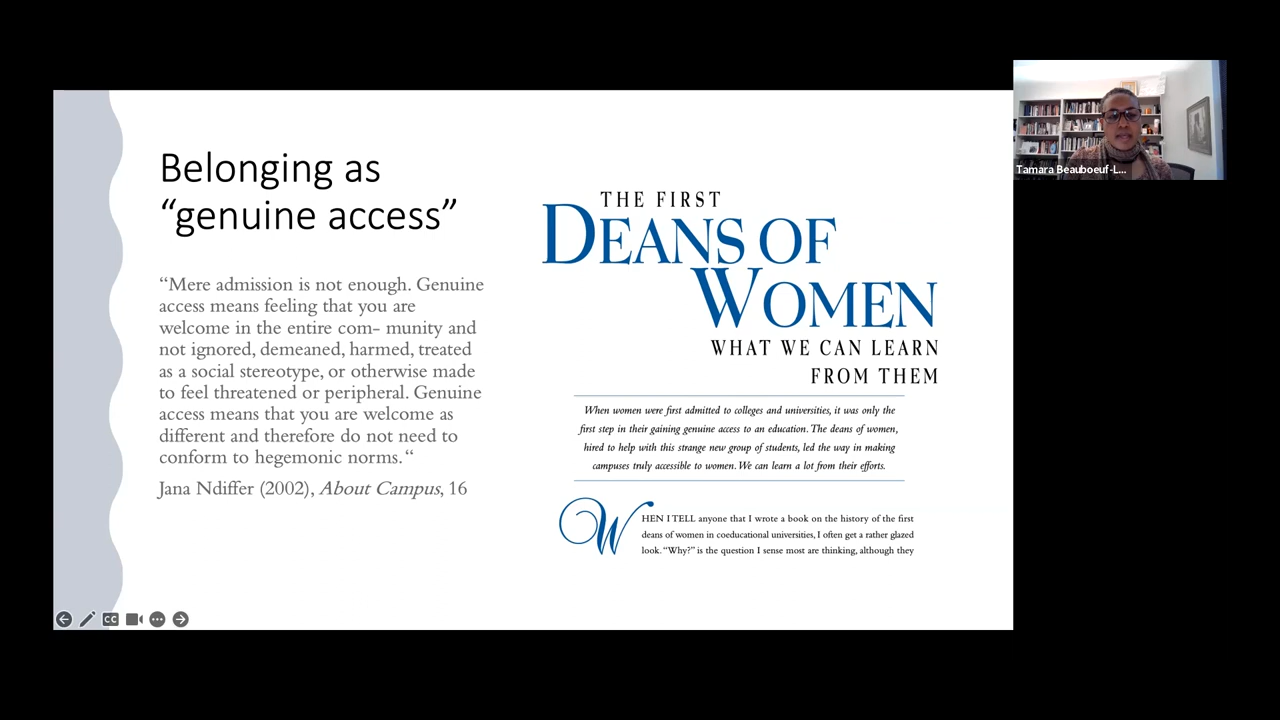 Belonging as
“genuine access”
“Mere admission is not enough. Genuine
access means feeling that you are
welcome in the entire com- munity and
not ignored, demeaned, harmed, treated
as a social stereotype, or otherwise made
to feel threatened or peripheral. Genuine
access means that you are welcome as
different and therefore do not need to
conform to hegemonic norms.“
Jana Ndiffer (2002), About Campus, 16
THE FIRST
DEANS OF
WOMEN
WHAT WE CAN LEARN
FROM THEM
When women were first admitted to colleges and universities, it was only the
first step in their gaining genuine access to an education. The deans of women,
hired to help with this strange new group of students, led the way in making
campuses truly accessible to women. We can learn a lot from their efforts.
WHEN I TELL anyone that I wrote a book on the history of the first
deans of women in coeducational universities, I often get a rather glazed
look. “Why?” is the question I sense most are thinking, although they
CC
Tamara Beauboeuf-L...